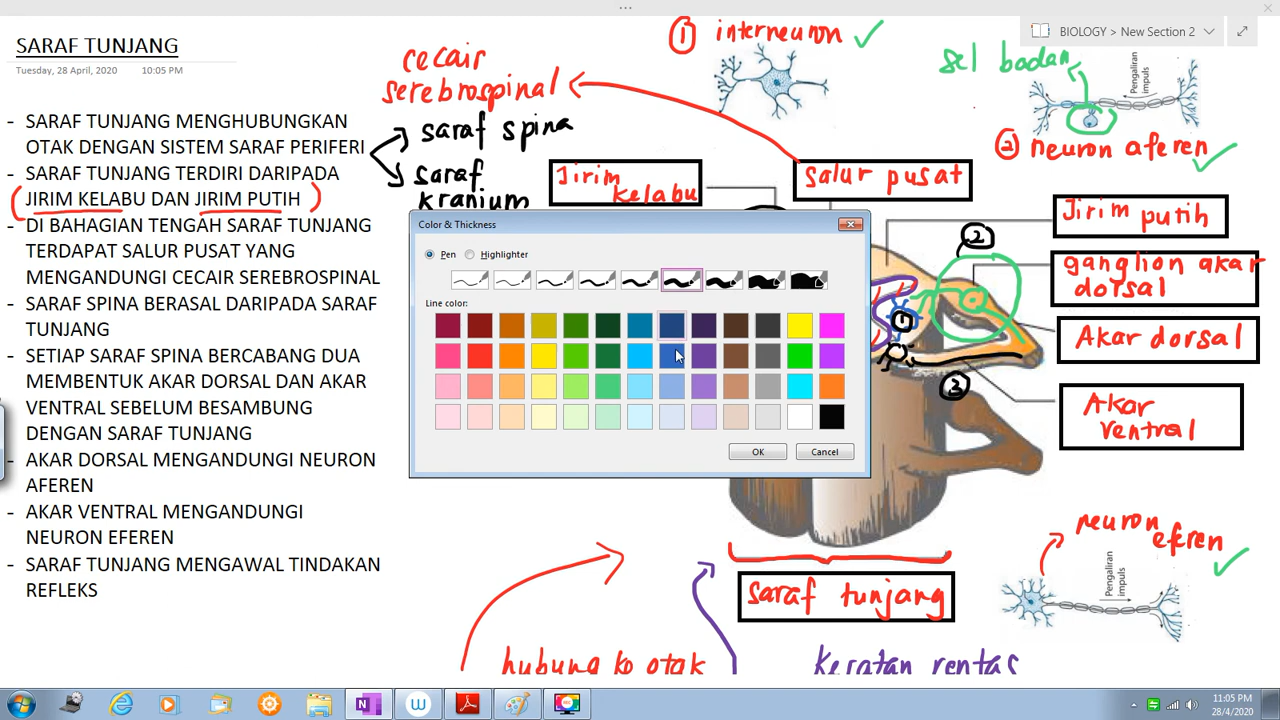 BIOLOGY > New Section 2
SARAF TUNJANG
Tuesday, 28 April, 2020 10:05 PM
- SARAF TUNJANG MENGHUBUNGKAN
OTAK DENGAN SISTEM SARAF PERIFERI
- SARAF TUNJANG TERDIRI DARIPADA
(JIRIM KELABU DAN JIRIM PUTIH)
- DI BAHAGIAN TENGAH SARAF TUNJANG
TERDAPAT SALUR PUSAT YANG
MENGANDUNGI CECAIR SEREBROSPINAL
- SARAF SPINA BERASAL DARIPADA SARAF
TUNJANG
- SETIAP SARAF SPINA BERCABANG DUA
MEMBENTUK AKAR DORSAL DAN AKAR
VENTRAL SEBELUM BESAMBUNG
DENGAN SARAF TUNJANG
- AKAR DORSAL MENGANDUNGI NEURON
AFEREN
- AKAR VENTRAL MENGANDUNGI
NEURON EFEREN
- SARAF TUNJANG MENGAWAL TINDAKAN
REFLEKS
cecair
serebrospinal
saraf spina
saraf
kranium
1 interneuron
sel badan
Pengaliran
impuls
2 neuron aferen
Jirim
kelabu
Salur pusat
Jirim putih
ganglion akar
dorsal
Akar dorsal
Akar
ventral
2
1
3
Color & Thickness
Pen
Highlighter
Line color:
OK
Cancel
neuron
eferen
Pengaliran
impuls
saraf tunjang
hubung ke otak
keratan rentas
11:05 PM
28/4/2020